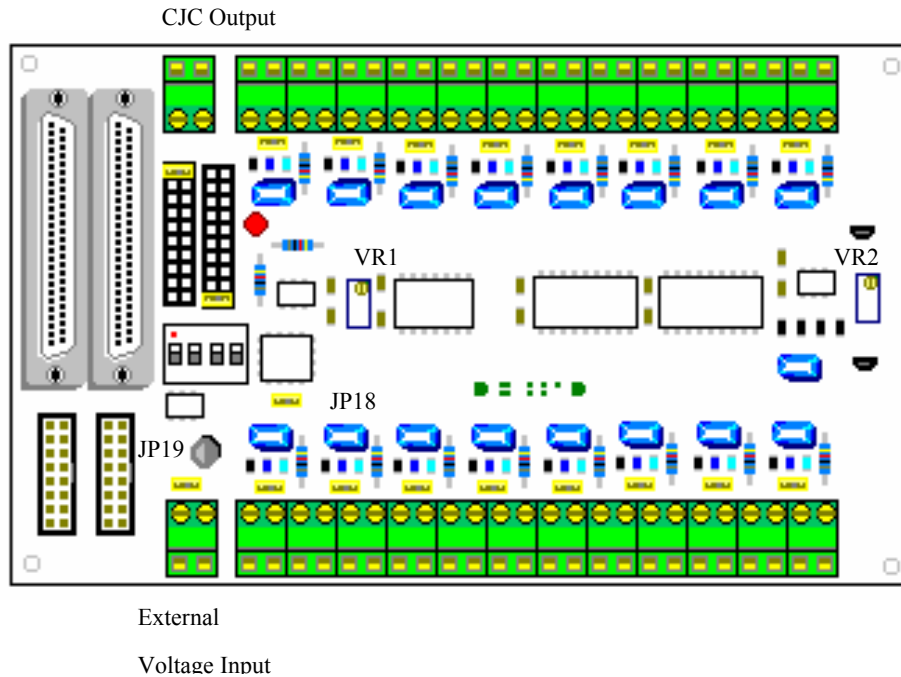 CJC Output
VR1
VR2
JP18
JP19
External
Voltage Input